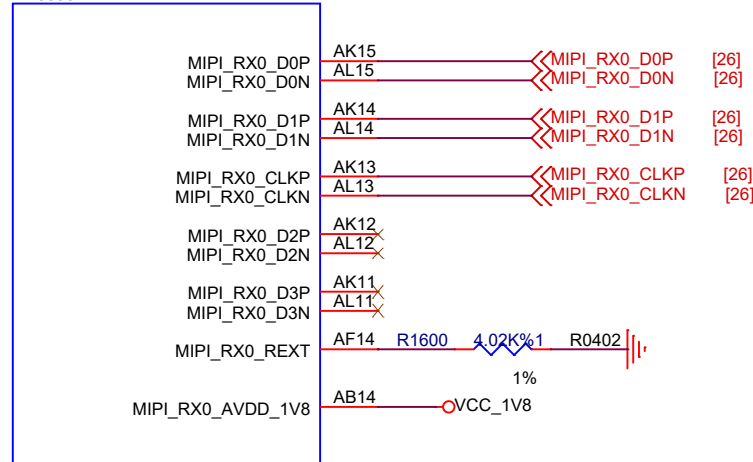 MIPI_RX0_D0P AK15 MIPI_RX0_D0P [26]
MIPI_RX0_D0N AL15 MIPI_RX0_D0N [26]
MIPI_RX0_D1P AK14 MIPI_RX0_D1P [26]
MIPI_RX0_D1N AL14 MIPI_RX0_D1N [26]
MIPI_RX0_CLKP AK13 MIPI_RX0_CLKP [26]
MIPI_RX0_CLKN AL13 MIPI_RX0_CLKN [26]
MIPI_RX0_D2P AK12
MIPI_RX0_D2N AL12
MIPI_RX0_D3P AK11
MIPI_RX0_D3N AL11
MIPI_RX0_REXT AF14 R1600 4.02K%1 R0402
1%
MIPI_RX0_AVDD_1V8 AB14 VCC_1V8